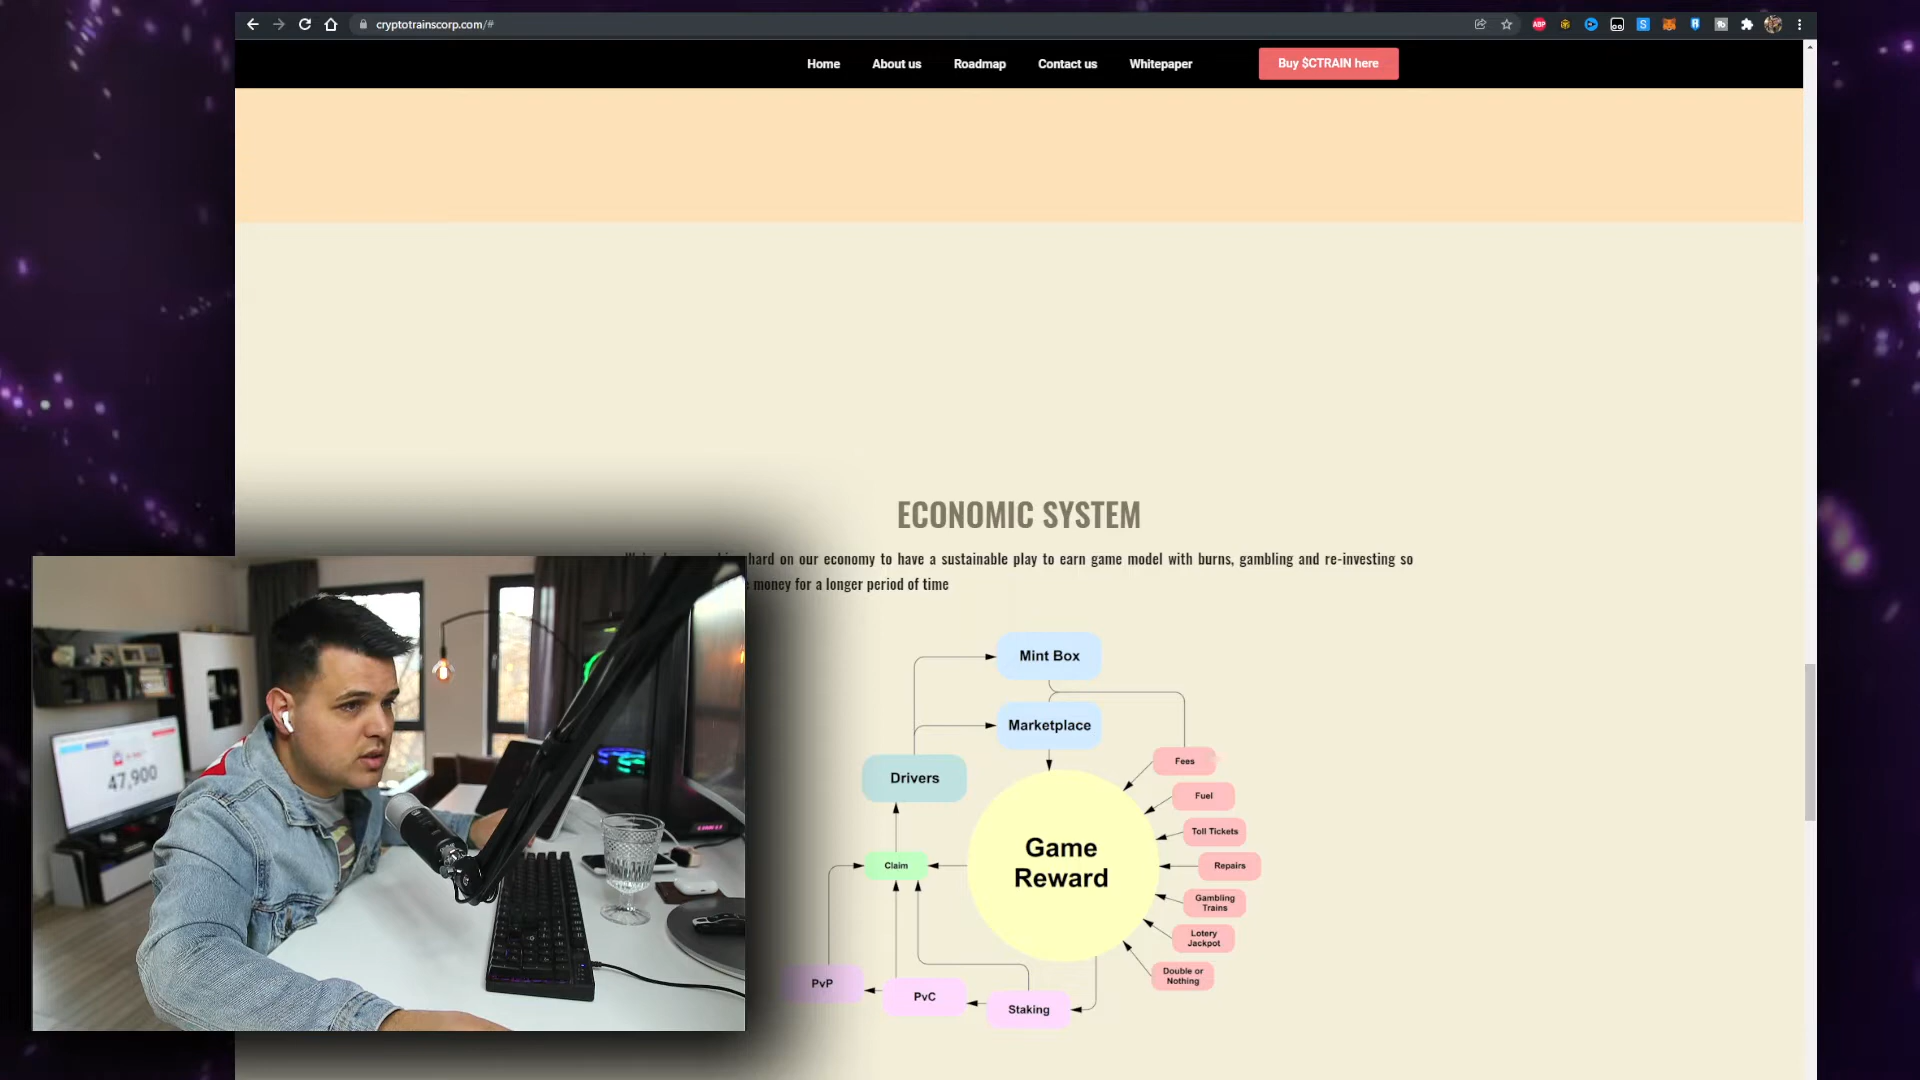 cryptotrainscorp.com/#
Home About us Roadmap Contact us Whitepaper Buy $CTRAIN here
ECONOMIC SYSTEM
hard on our economy to have a sustainable play to earn game model with burns, gambling and re-investing so
money for a longer period of time
Mint Box
Marketplace
Drivers
Fees
Fuel
Toll Tickets
Game
Reward
Claim
Repairs
Gambling
Trains
Lotery
Jackpot
Double or
Nothing
PvP
PvC
Staking
47,900